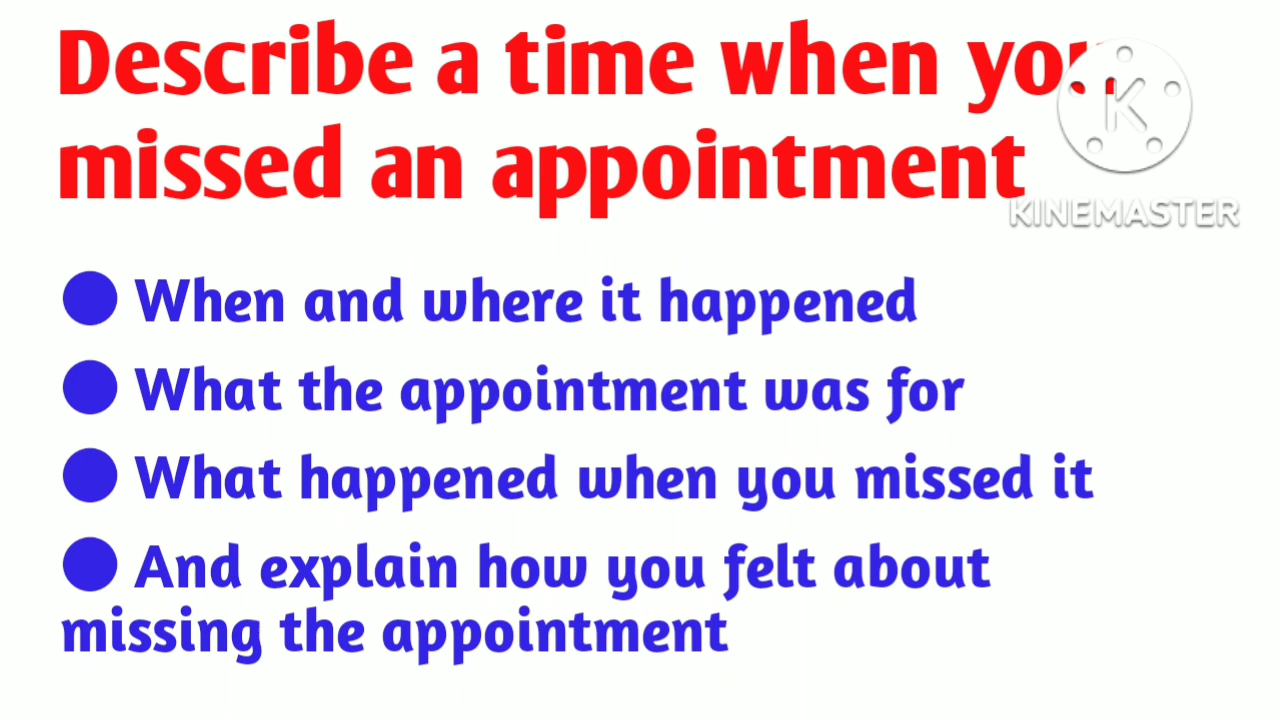 Describe a time when you
missed an appointment
KINEMASTER
● When and where it happened
● What the appointment was for
● What happened when you missed it
● And explain how you felt about
missing the appointment